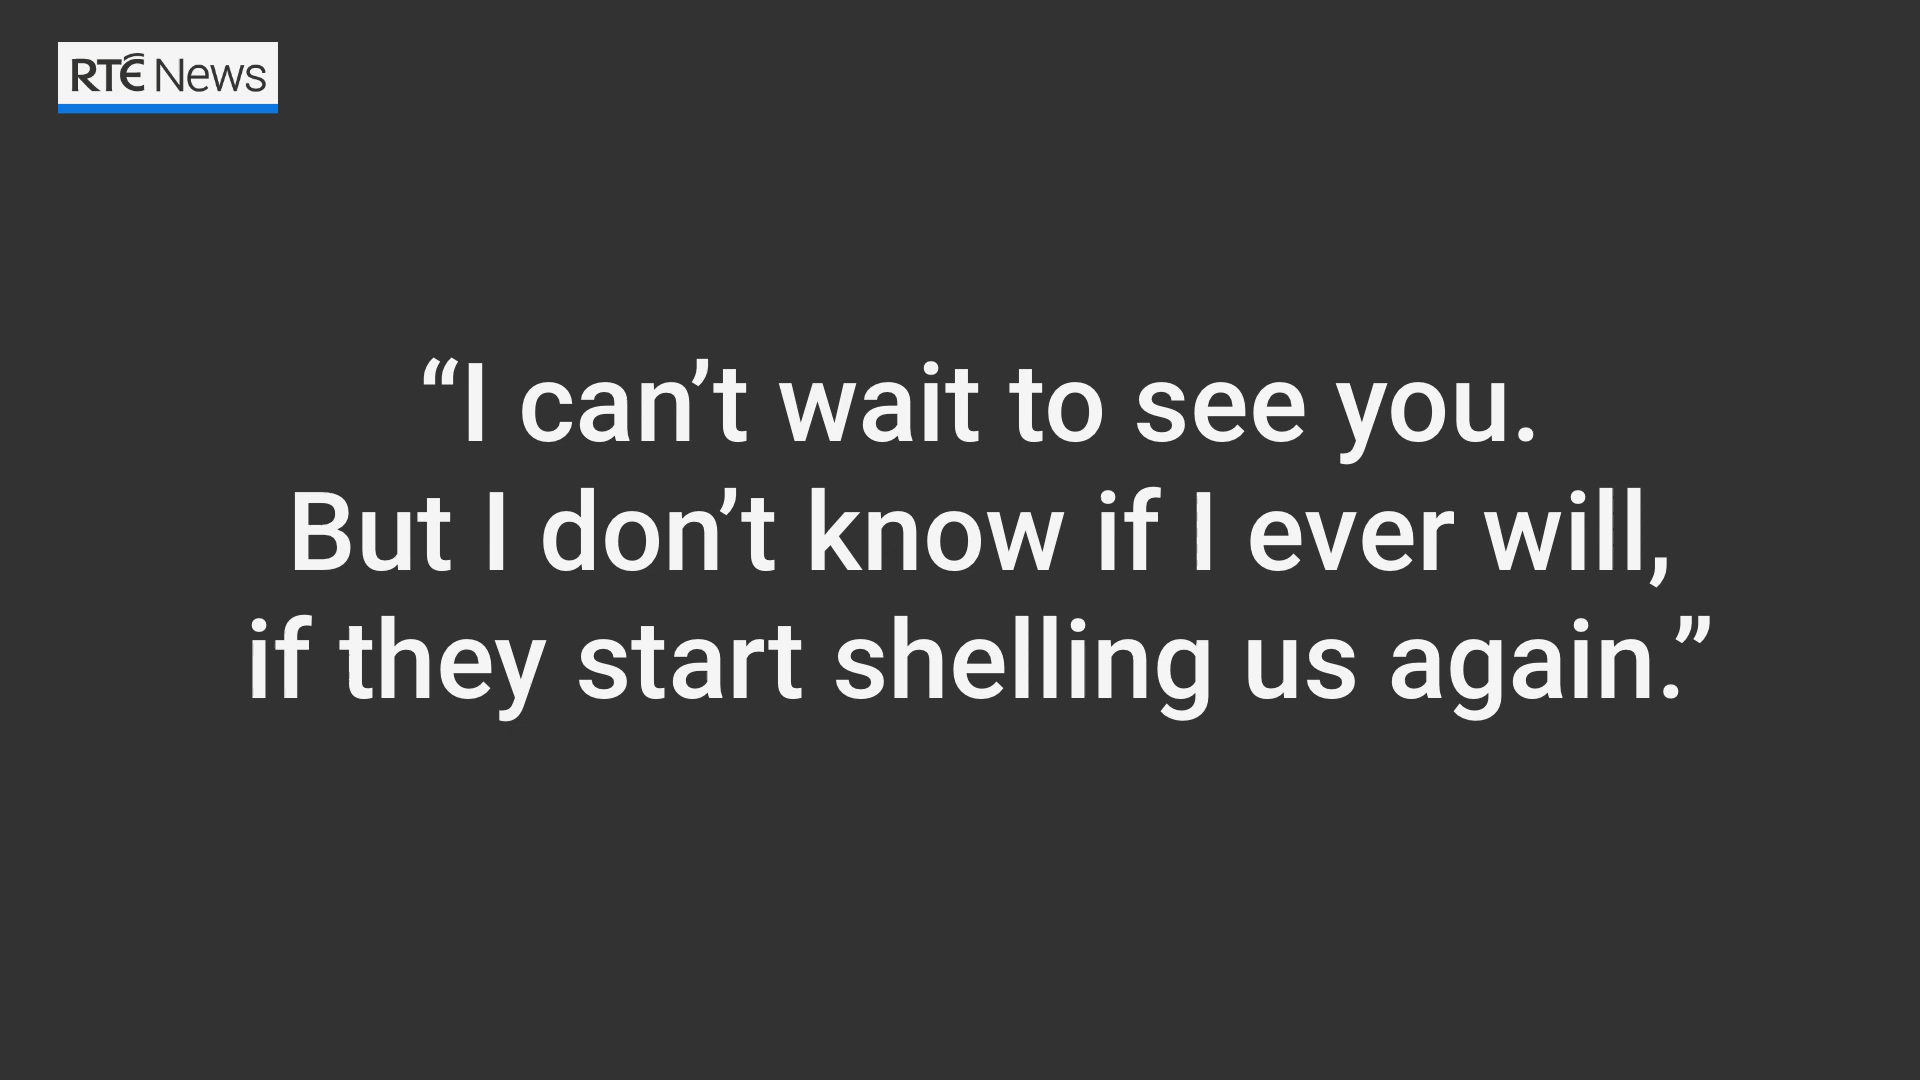 RTÉ News
“I can’t wait to see you.
But I don’t know if I ever will,
if they start shelling us again.”